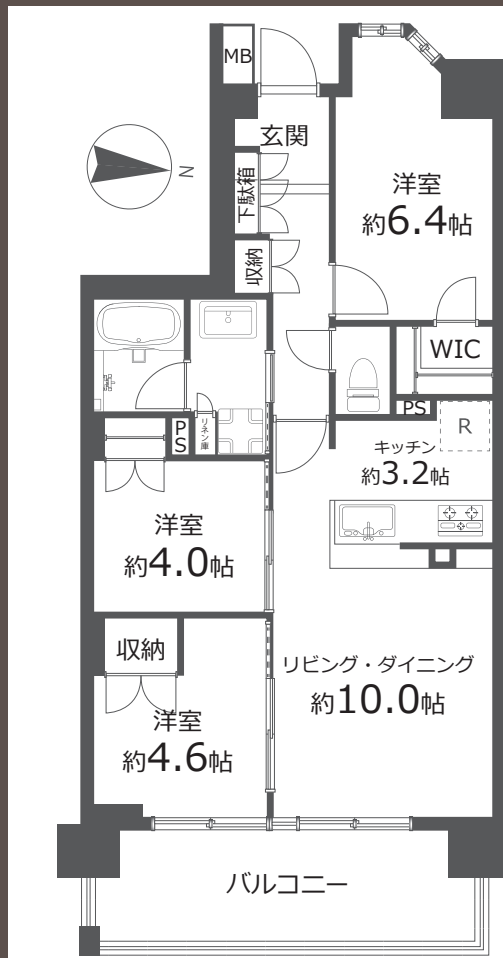 MB
玄関
洋室
約6.4帖
下駄箱
N
収納
WIC
PS
R
リネン庫
PS
キッチン
約3.2帖
洋室
約4.0帖
収納
リビング・ダイニング
約10.0帖
洋室
約4.6帖
バルコニー